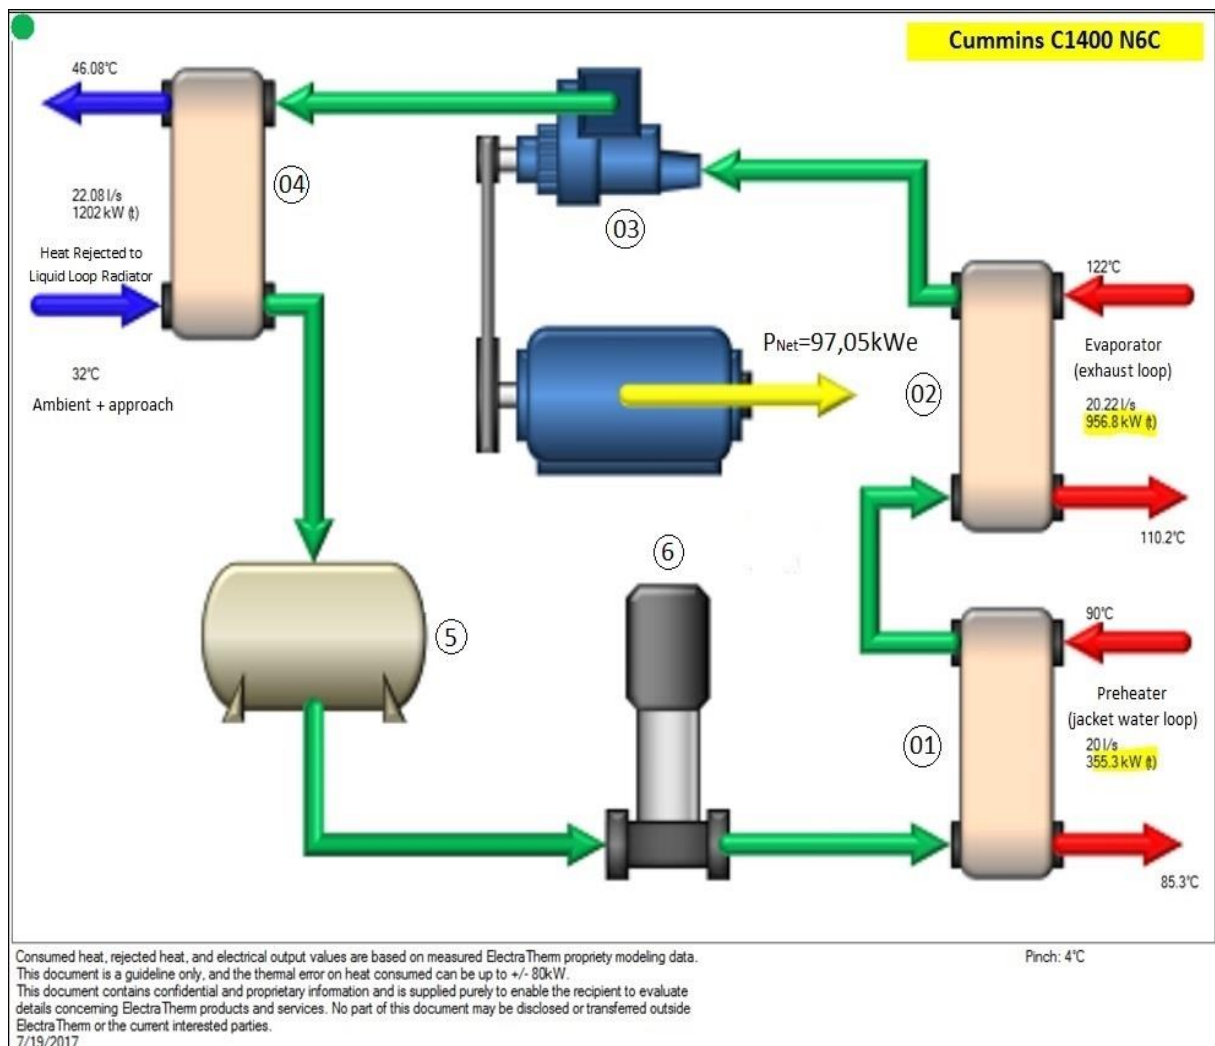 Cummins C1400 N6C
46.08°C
04
22.08 l/s
1202 kW (t)
03
Heat Rejected to
Liquid Loop Radiator
122°C
PNet=97,05kWe
Evaporator
(exhaust loop)
32°C
02
Ambient + approach
20.22 l/s
956.8 kW (t)
110.2°C
6
5
90°C
Preheater
(jacket water loop)
01
20 l/s
355.3 kW (t)
85.3°C
Consumed heat, rejected heat, and electrical output values are based on measured ElectraTherm propriety modeling data.
Pinch: 4°C
This document is a guideline only, and the thermal error on heat consumed can be up to +/- 80kW.
This document contains confidential and proprietary information and is supplied purely to enable the recipient to evaluate
details concerning ElectraTherm products and services. No part of this document may be disclosed or transferred outside
ElectraTherm or the current interested parties.
7/19/2017